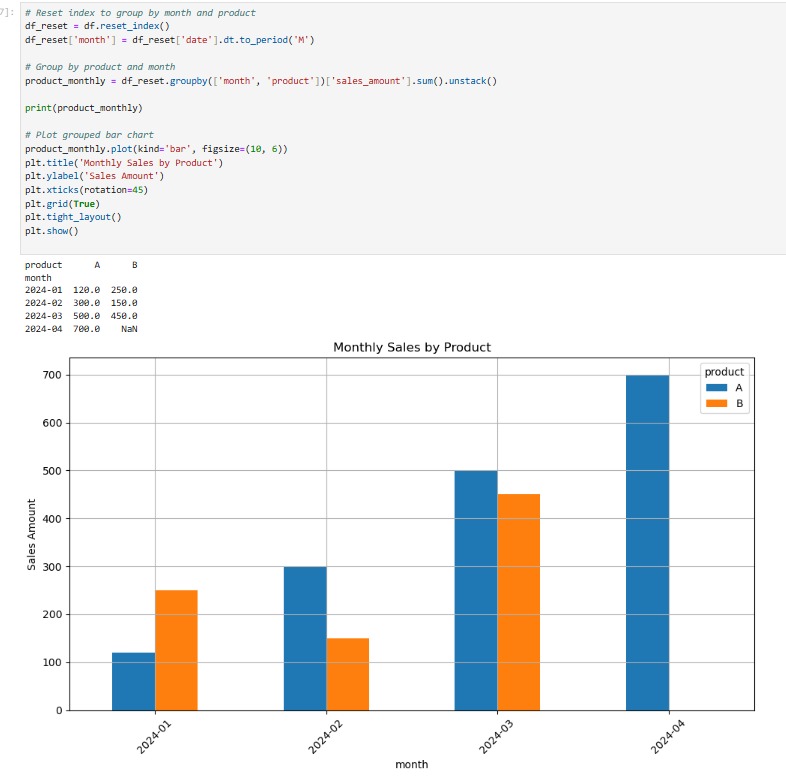 7]:
# Reset index to group by month and product
df_reset = df.reset_index()
df_reset['month'] = df_reset['date'].dt.to_period('M')
# Group by product and month
product_monthly = df_reset.groupby(['month', 'product'])['sales_amount'].sum().unstack()
print(product_monthly)
# Plot grouped bar chart
product_monthly.plot(kind='bar', figsize=(10, 6))
plt.title('Monthly Sales by Product')
plt.ylabel('Sales Amount')
plt.xticks(rotation=45)
plt.grid(True)
plt.tight_layout()
plt.show()
product A B
month
2024-01 120.0 250.0
2024-02 300.0 150.0
2024-03 500.0 450.0
2024-04 700.0 NaN
Monthly Sales by Product
product
A
B
700
600
500
400
300
200
100
0
Sales Amount
2024-01
2024-02
2024-03
2024-04
month